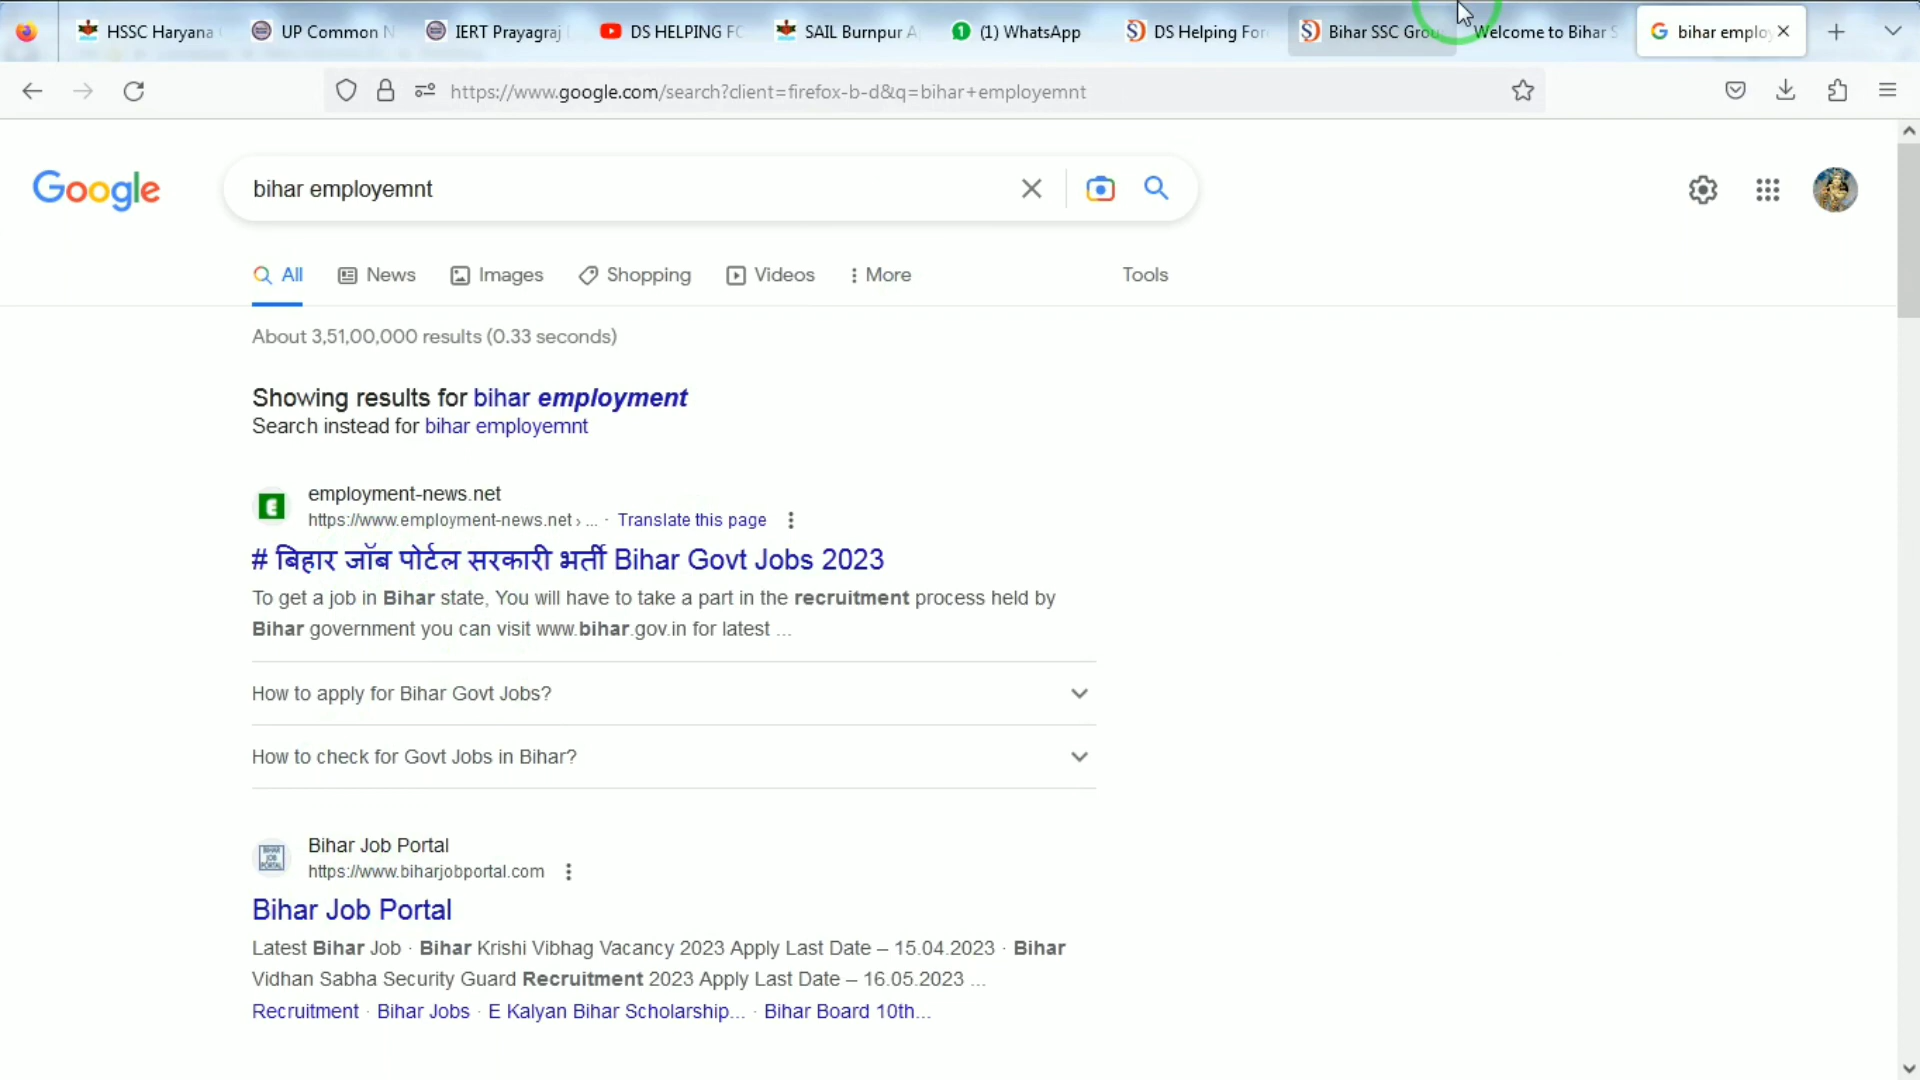 HSSC Haryana
UP Common N
IERT Prayagraj
DS HELPING FO
SAIL Burnpur A
(1) WhatsApp
DS Helping For
Bihar SSC Grou
Welcome to Bihar S
bihar emplo
https://www.google.com/search?client=firefox-b-d&q=bihar+employemnt
Google
bihar employemnt
All
News
Images
Shopping
Videos
More
Tools
About 3,51,00,000 results (0.33 seconds)
Showing results for bihar employment
Search instead for bihar employemnt
employment-news.net
https://www.employment-news.net › ... · Translate this page
# बिहार जॉब पोर्टल सरकारी भर्ती Bihar Govt Jobs 2023
To get a job in Bihar state, You will have to take a part in the recruitment process held by
Bihar government you can visit www.bihar.gov.in for latest ...
How to apply for Bihar Govt Jobs?
How to check for Govt Jobs in Bihar?
BIHAR
JOB
PORTAL
Bihar Job Portal
https://www.biharjobportal.com
Bihar Job Portal
Latest Bihar Job · Bihar Krishi Vibhag Vacancy 2023 Apply Last Date – 15.04.2023 · Bihar
Vidhan Sabha Security Guard Recruitment 2023 Apply Last Date – 16.05.2023 ...
Recruitment · Bihar Jobs · E Kalyan Bihar Scholarship... · Bihar Board 10th...